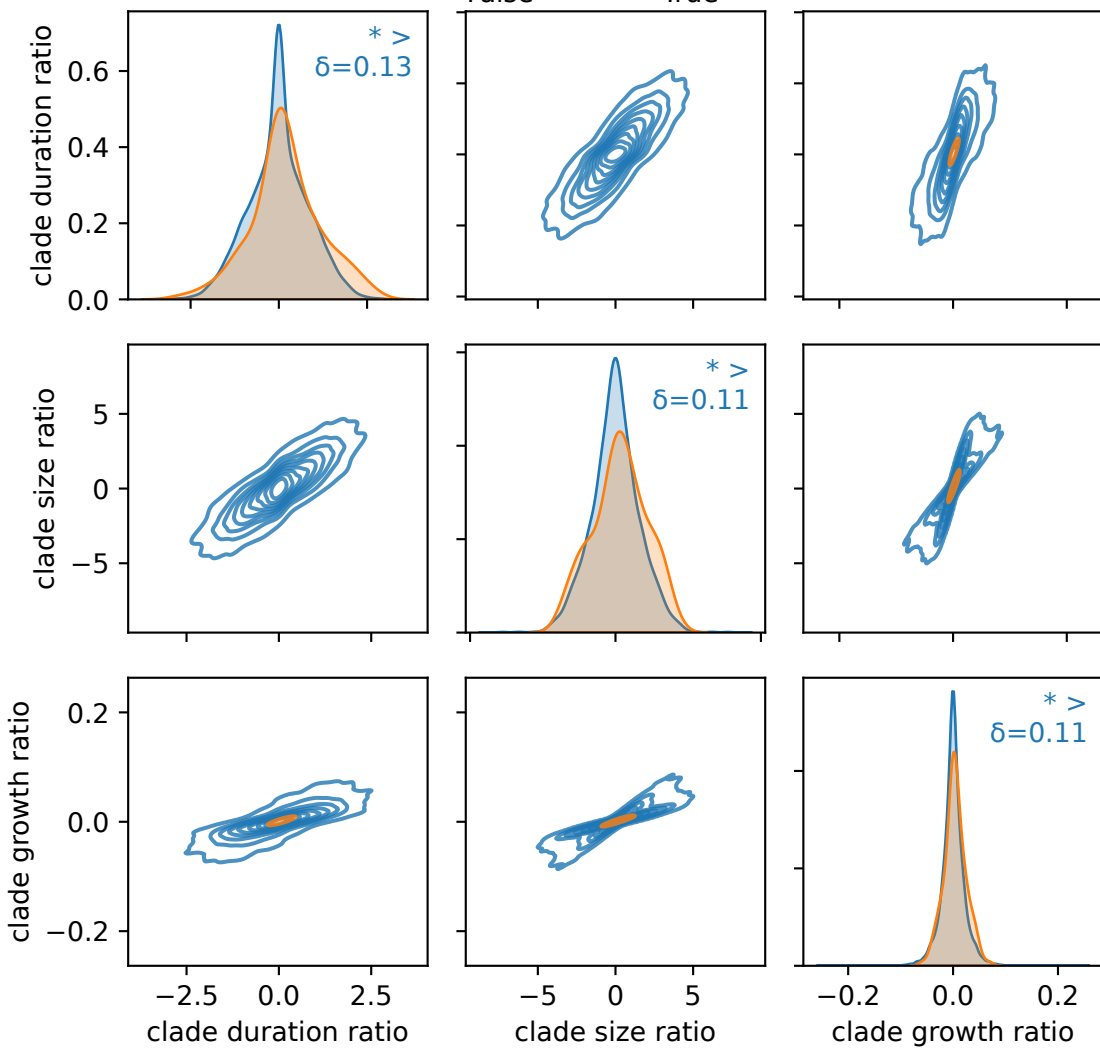 clade duration ratio
0.6
0.4
0.2
0.0
* >
δ=0.13
clade size ratio
5
0
−5
* >
δ=0.11
clade growth ratio
0.2
0.0
−0.2
* >
δ=0.11
−2.5 0.0 2.5
−5 0 5
−0.2 0.0 0.2
clade duration ratio
clade size ratio
clade growth ratio